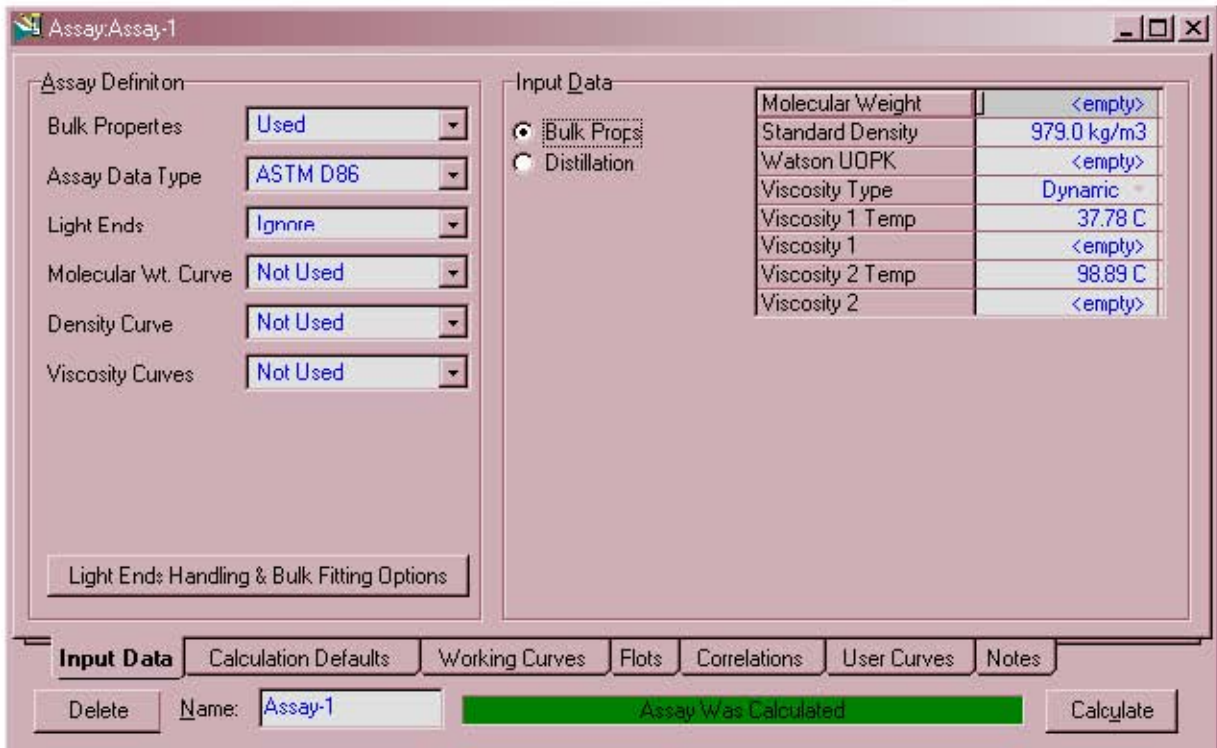 Assay:Assay-1
Assay Definiton
Bulk Propertes Used
Assay Data Type ASTM D86
Light Ends Ignore
Molecular Wt. Curve Not Used
Density Curve Not Used
Viscosity Curves Not Used
Light Ends Handling & Bulk Fitting Options
Input Data
Bulk Props
Distillation
Molecular Weight <empty>
Standard Density 979.0 kg/m3
Watson UOPK <empty>
Viscosity Type Dynamic
Viscosity 1 Temp 37.78 C
Viscosity 1 <empty>
Viscosity 2 Temp 98.89 C
Viscosity 2 <empty>
Input Data Calculation Defaults Working Curves Flots Correlations User Curves Notes
Delete Name: Assay-1 Assay Was Calculated Calculate